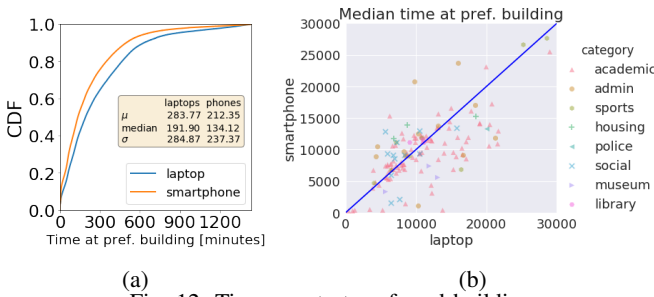 1.0
0.8
0.6
0.4
0.2
0.0
CDF
laptops phones
μ 283.77 212.35
median 191.90 134.12
σ 284.87 237.37
laptop
smartphone
0 300 600 900 1200
Time at pref. building [minutes]
(a)
Median time at pref. building
30000
25000
20000
15000
10000
5000
0
smartphone
0 10000 20000 30000
laptop
category
academic
admin
sports
housing
police
social
museum
library
(b)